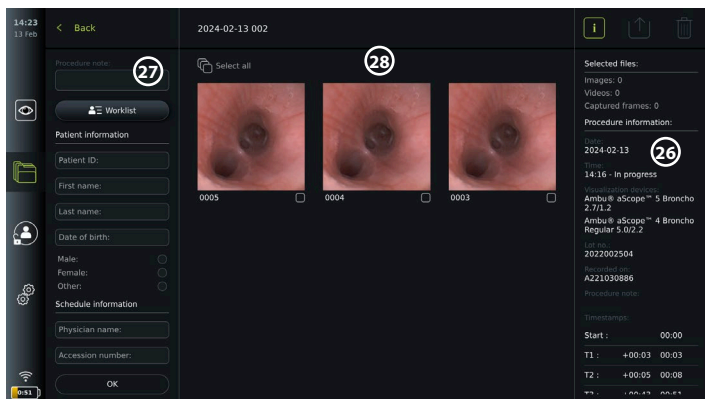 14:23
13 Feb
0:51
Back
Procedure note:
27
Worklist
Patient information
Patient ID:
First name:
Last name:
Date of birth:
Male:
Female:
Other:
Schedule information
Physician name:
Accession number:
OK
2024-02-13 002
Select all
28
0005
0004
0003
i
Selected files:
Images: 0
Videos: 0
Captured frames: 0
Procedure information:
26
Date:
2024-02-13
Time:
14:16 - In progress
Visualization devices:
Ambu® aScope™ 5 Broncho
2.7/1.2
Ambu® aScope™ 4 Broncho
Regular 5.0/2.2
Lot no.:
2022002504
Recorded on:
A221030886
Procedure note:
Timestamps:
Start : 00:00
T1 : +00:03 00:03
T2 : +00:05 00:08